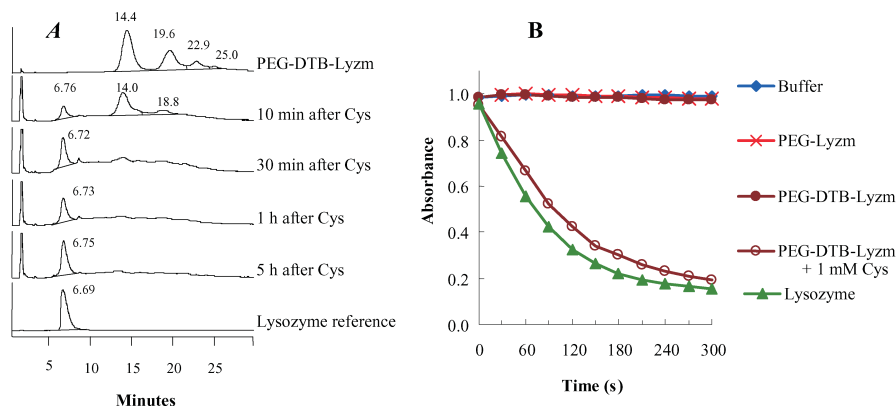 A
14.4
19.6
22.9
25.0
PEG-DTB-Lyzm
6.76
14.0
18.8
10 min after Cys
6.72
30 min after Cys
6.73
1 h after Cys
6.75
5 h after Cys
6.69
Lysozyme reference
5 10 15 20 25
Minutes
B
Absorbance
1.0
0.8
0.6
0.4
0.2
0.0
0 60 120 180 240 300
Time (s)
Buffer
PEG-Lyzm
PEG-DTB-Lyzm
PEG-DTB-Lyzm
+ 1 mM Cys
Lysozyme